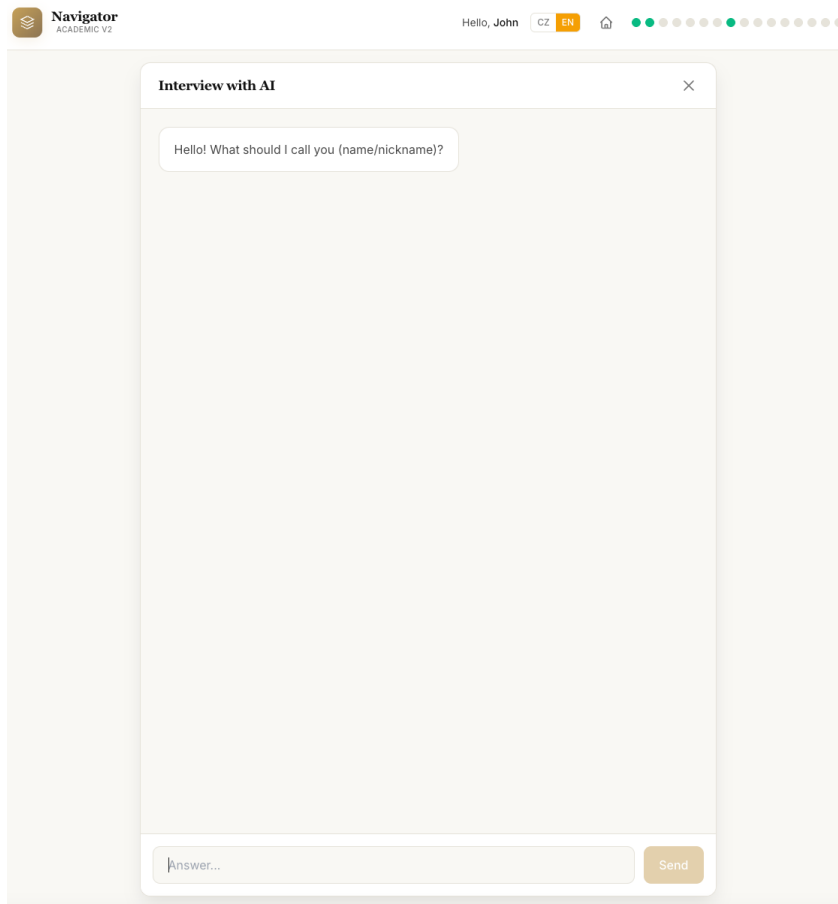 Navigator
ACADEMIC V2
Hello, John
CZ EN
Interview with AI
Hello! What should I call you (name/nickname)?
Answer...
Send